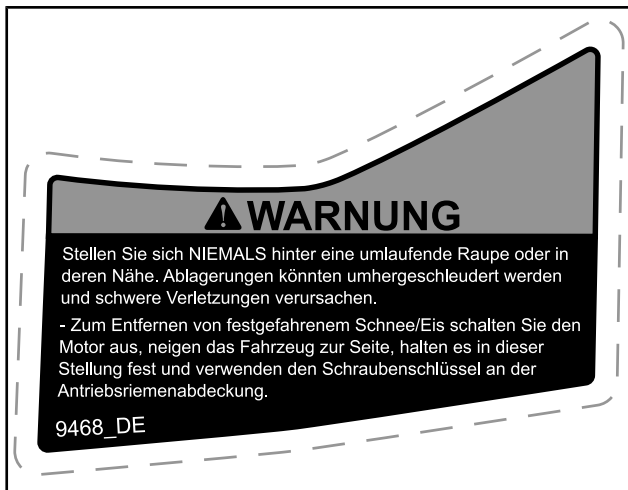 WARNUNG
Stellen Sie sich NIEMALS hinter eine umlaufende Raupe oder in
deren Nähe. Ablagerungen könnten umhergeschleudert werden
und schwere Verletzungen verursachen.
- Zum Entfernen von festgefahrenem Schnee/Eis schalten Sie den
Motor aus, neigen das Fahrzeug zur Seite, halten es in dieser
Stellung fest und verwenden den Schraubenschlüssel an der
Antriebsriemenabdeckung.
9468_DE